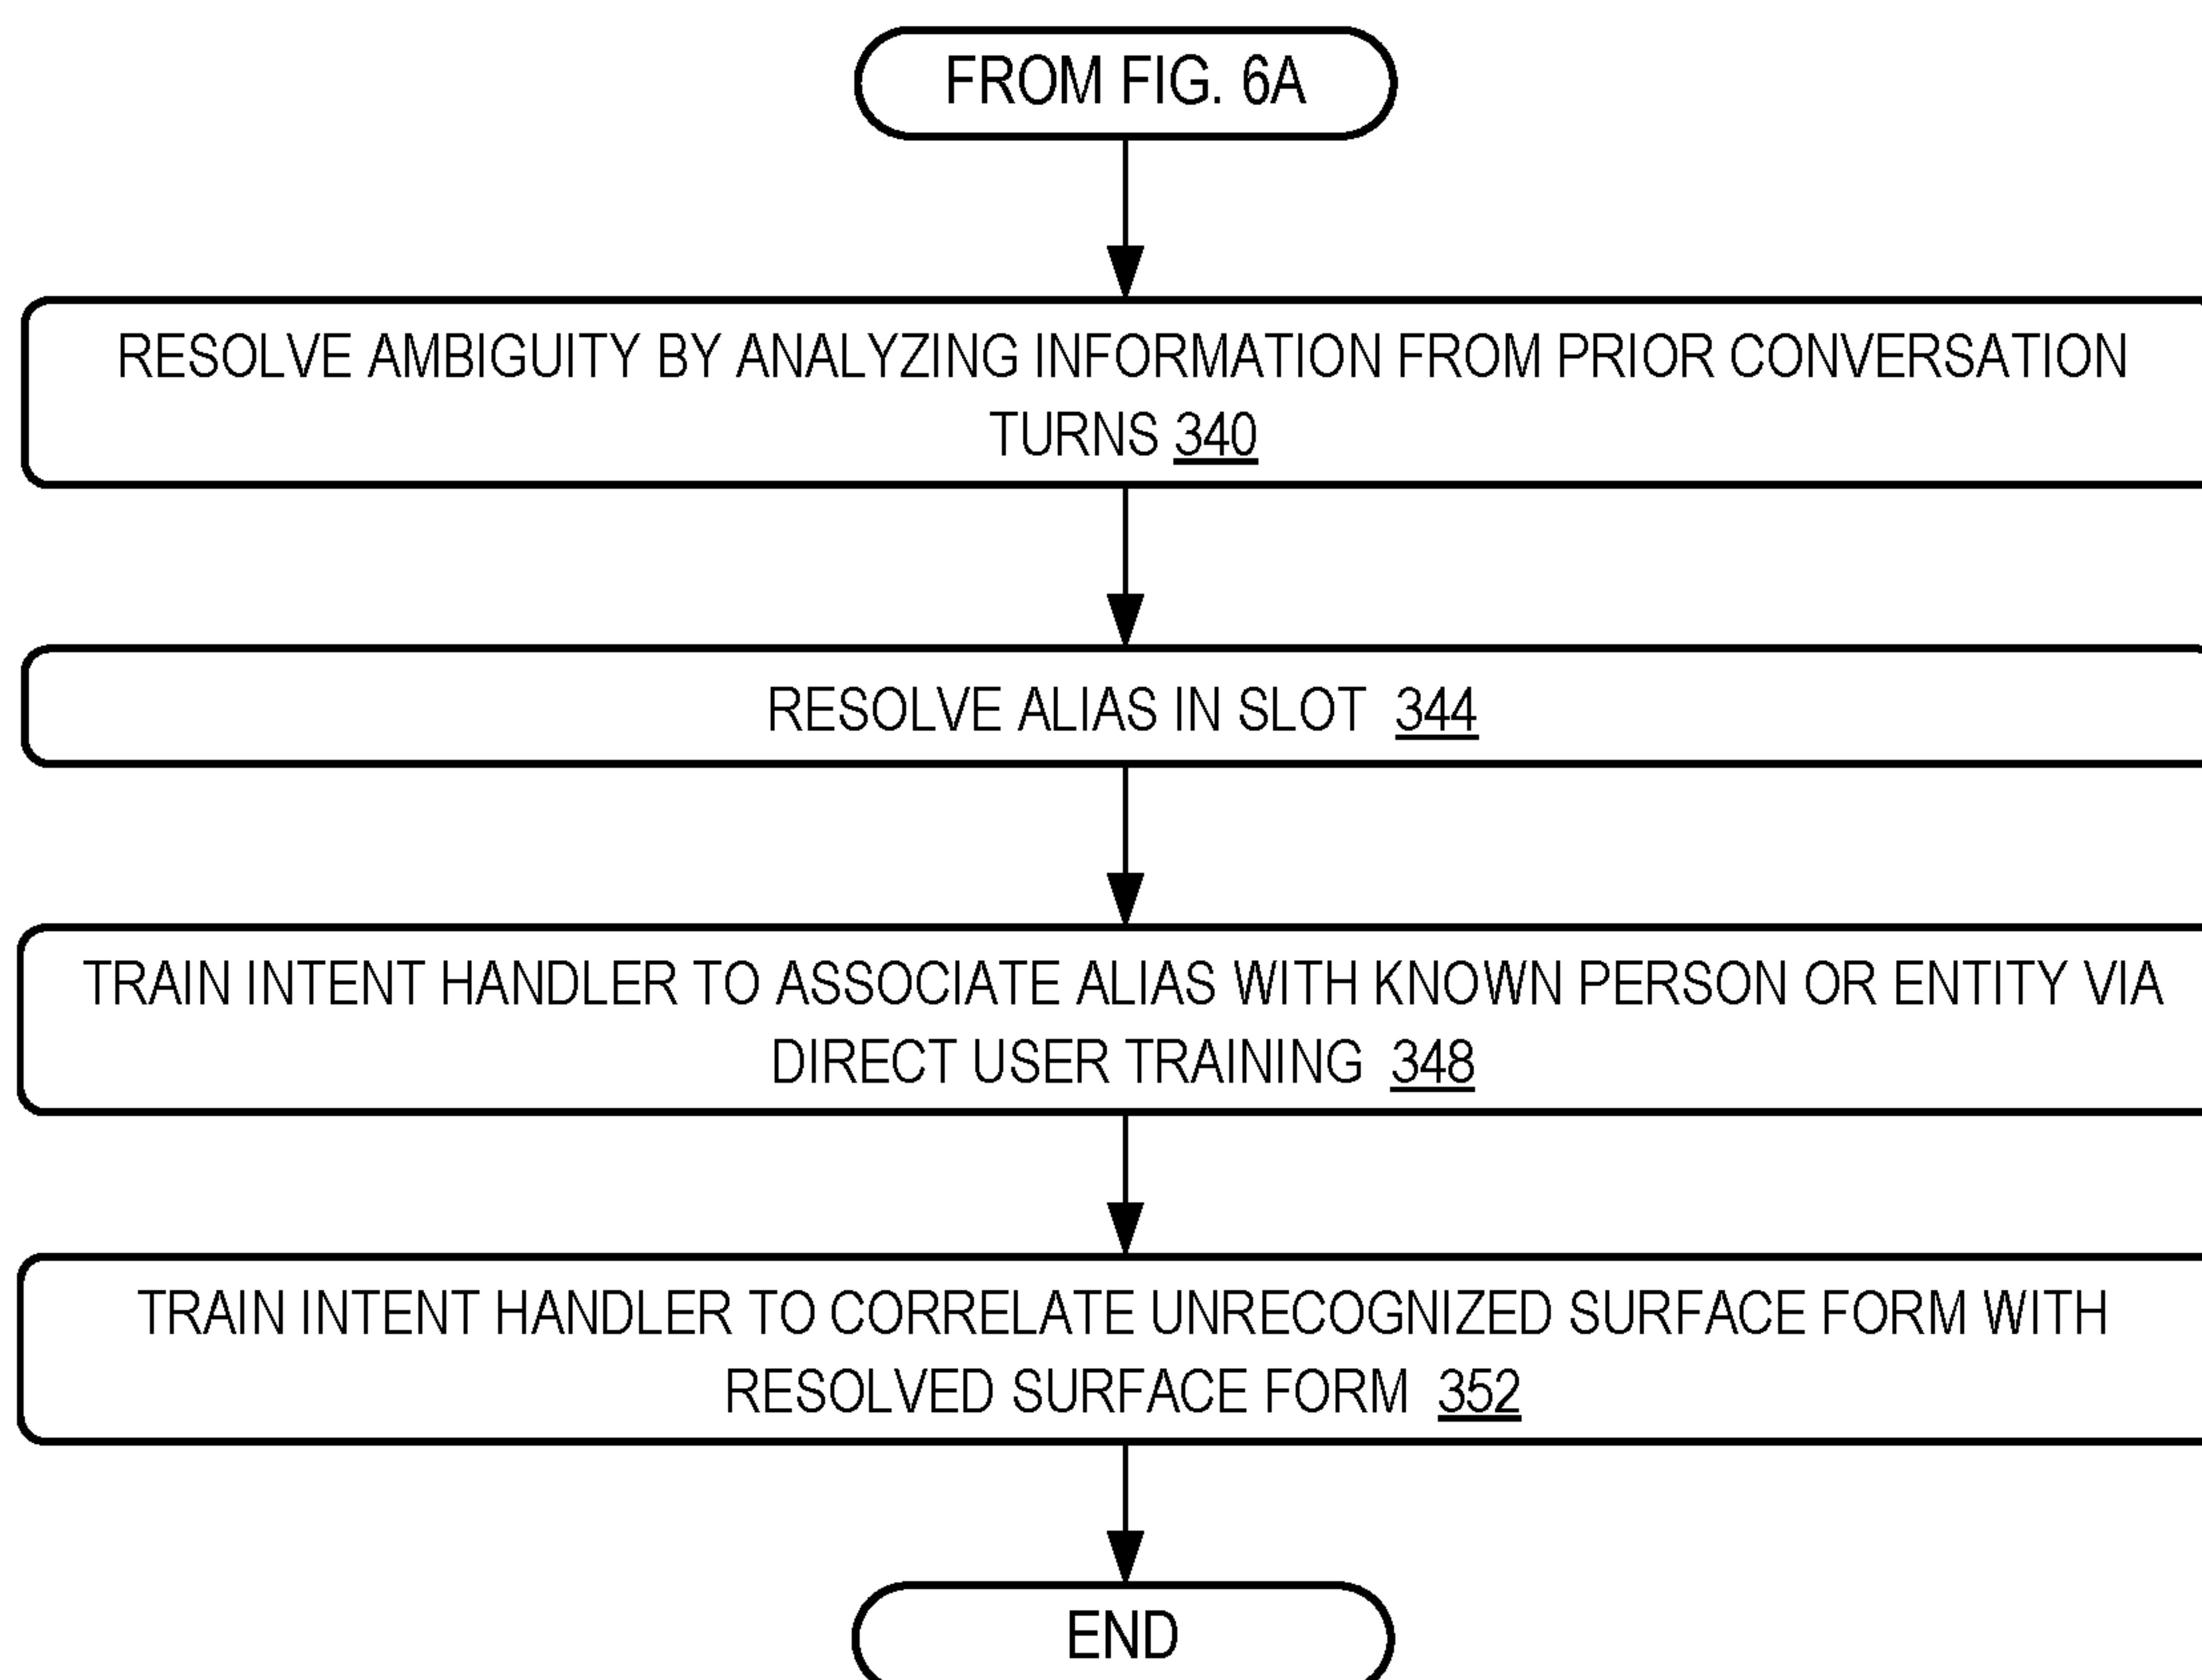 FROM FIG. 6A
RESOLVE AMBIGUITY BY ANALYZING INFORMATION FROM PRIOR CONVERSATION
TURNS 340
RESOLVE ALIAS IN SLOT 344
TRAIN INTENT HANDLER TO ASSOCIATE ALIAS WITH KNOWN PERSON OR ENTITY VIA
DIRECT USER TRAINING 348
TRAIN INTENT HANDLER TO CORRELATE UNRECOGNIZED SURFACE FORM WITH
RESOLVED SURFACE FORM 352
END